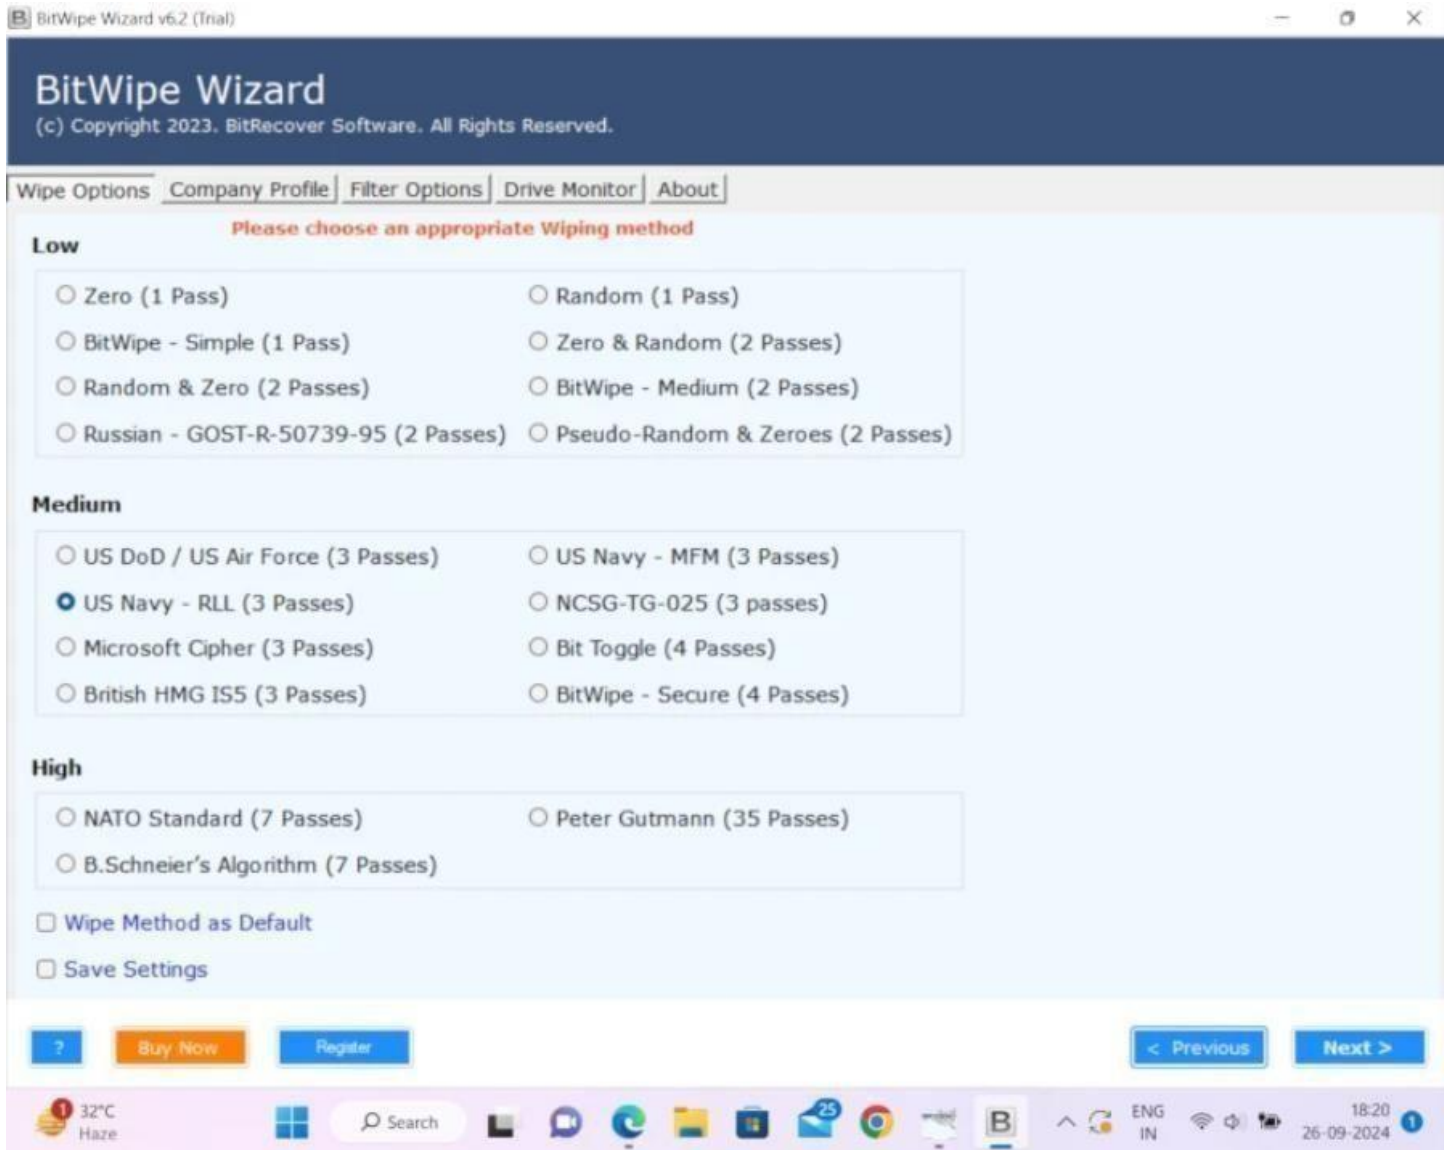 BitWipe Wizard v6.2 (Trial)
BitWipe Wizard
(c) Copyright 2023. BitRecover Software. All Rights Reserved.
Wipe Options Company Profile Filter Options Drive Monitor About
Please choose an appropriate Wiping method
Low
Zero (1 Pass) Random (1 Pass)
BitWipe - Simple (1 Pass) Zero & Random (2 Passes)
Random & Zero (2 Passes) BitWipe - Medium (2 Passes)
Russian - GOST-R-50739-95 (2 Passes) Pseudo-Random & Zeroes (2 Passes)
Medium
US DoD / US Air Force (3 Passes) US Navy - MFM (3 Passes)
US Navy - RLL (3 Passes) NCSG-TG-025 (3 passes)
Microsoft Cipher (3 Passes) Bit Toggle (4 Passes)
British HMG IS5 (3 Passes) BitWipe - Secure (4 Passes)
High
NATO Standard (7 Passes) Peter Gutmann (35 Passes)
B.Schneier's Algorithm (7 Passes)
Wipe Method as Default
Save Settings
? Buy Now Register < Previous Next >
1 32°C
Haze
Search
25
B
ENG
IN
18:20
26-09-2024
1